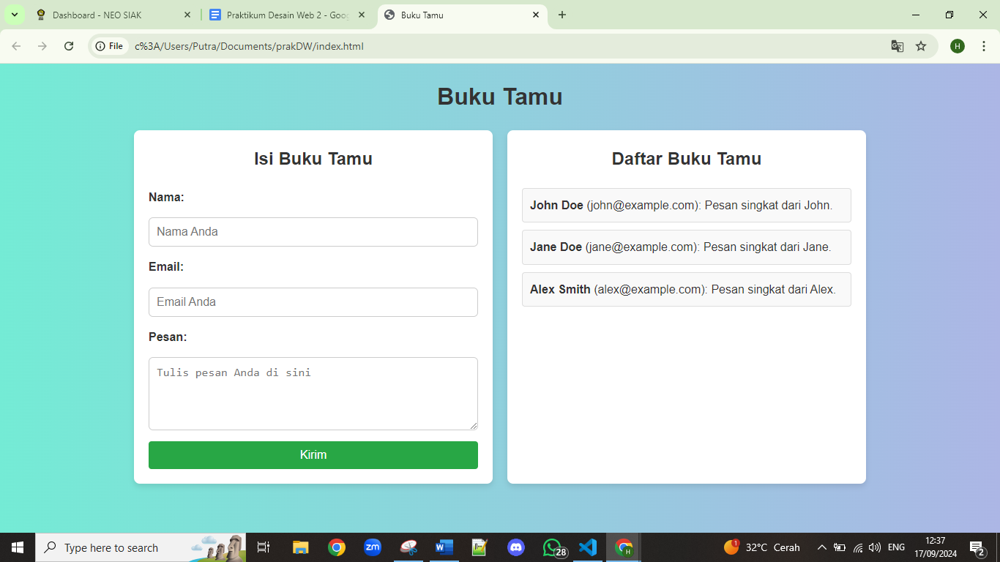 Dashboard - NEO SIAK
Praktikum Desain Web 2 - Goog
Buku Tamu
File
c%3A/Users/Putra/Documents/prakDW/index.html
H
Buku Tamu
Isi Buku Tamu
Nama:
Nama Anda
Email:
Email Anda
Pesan:
Tulis pesan Anda di sini
Kirim
Daftar Buku Tamu
John Doe (john@example.com): Pesan singkat dari John.
Jane Doe (jane@example.com): Pesan singkat dari Jane.
Alex Smith (alex@example.com): Pesan singkat dari Alex.
Type here to search
zm
W
28
H
1
32°C Cerah
ENG
12:37
17/09/2024
2